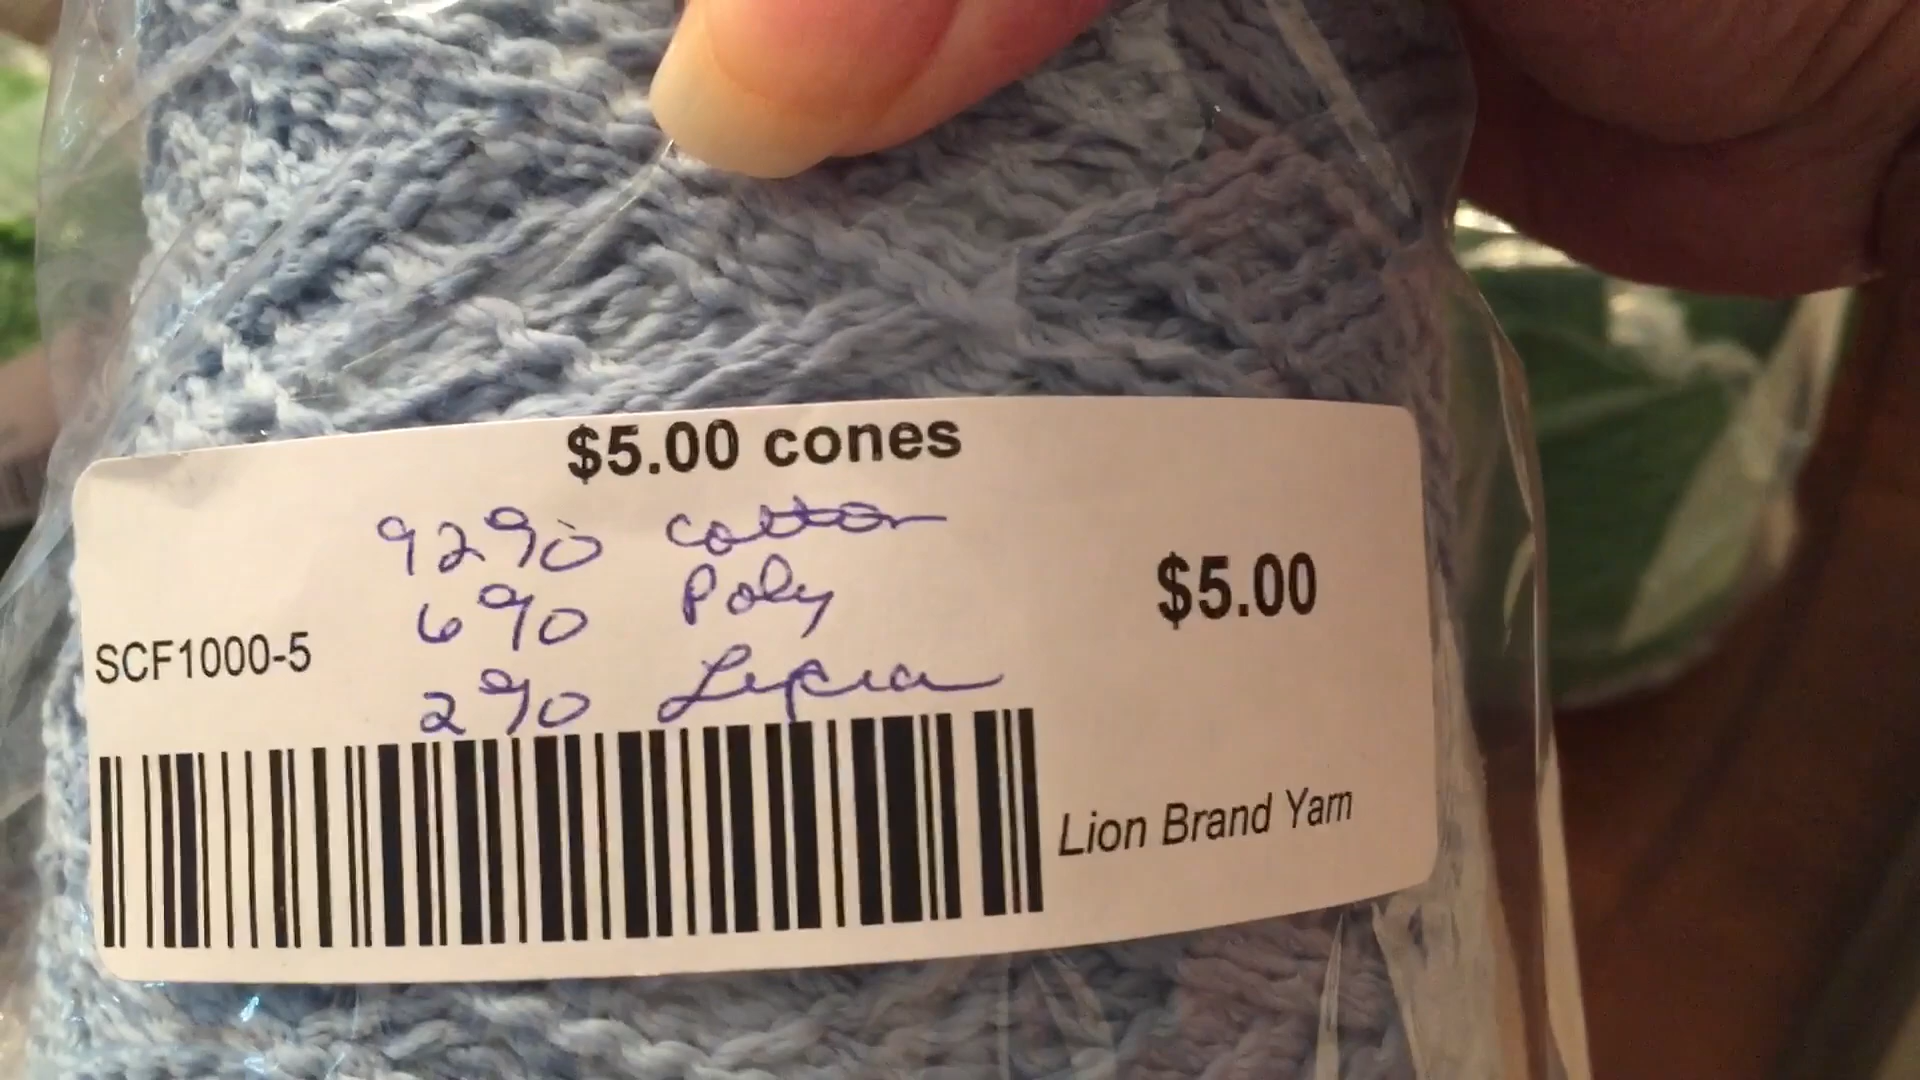 $5.00 cones
92% cotton
6% Poly
2% Lycra
SCF1000-5
$5.00
Lion Brand Yarn